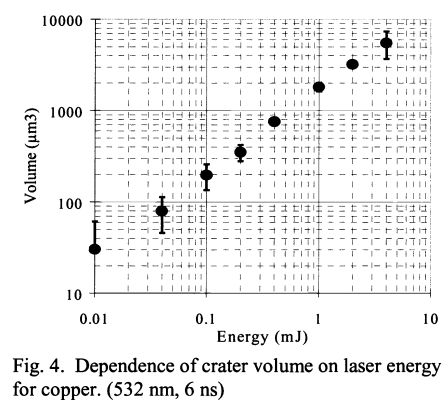 10000
1000
100
10
Volume (µm3)
0.01 0.1 1 10
Energy (mJ)
Fig. 4. Dependence of crater volume on laser energy
for copper. (532 nm, 6 ns)